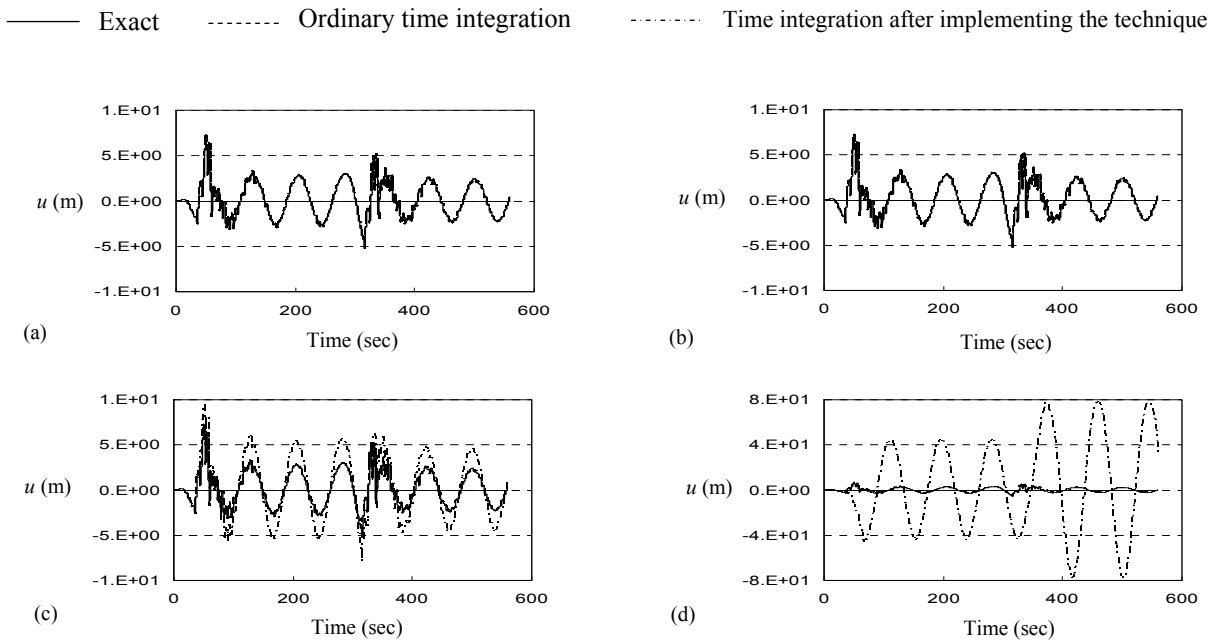 Exact
Ordinary time integration
Time integration after implementing the technique
1.E+01
5.E+00
u (m)
0.E+00
-5.E+00
-1.E+01
0
200
400
600
Time (sec)
(a)
1.E+01
5.E+00
u (m)
0.E+00
-5.E+00
-1.E+01
0
200
400
600
Time (sec)
(b)
1.E+01
5.E+00
u (m)
0.E+00
-5.E+00
-1.E+01
0
200
400
600
Time (sec)
(c)
8.E+01
4.E+01
u (m)
0.E+00
-4.E+01
-8.E+01
0
200
400
600
Time (sec)
(d)